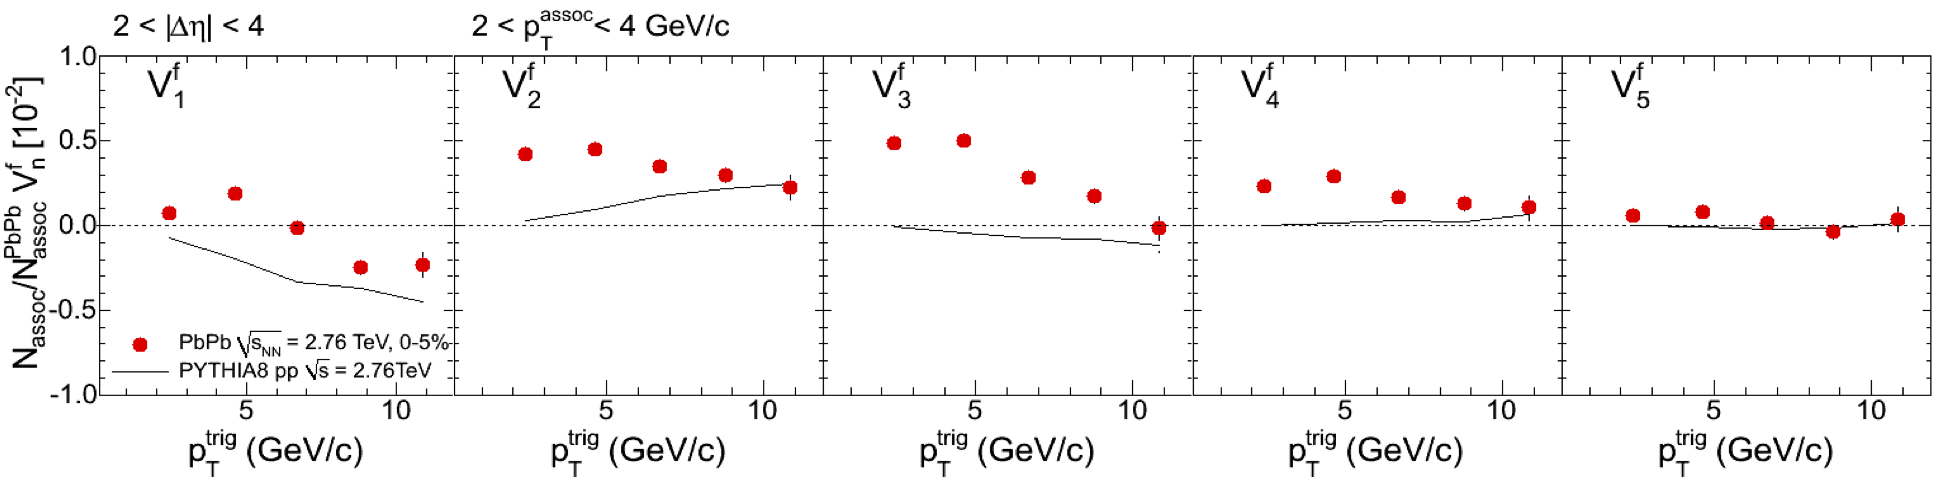 2 < |Δη| < 4
2 < p_T^assoc < 4 GeV/c
N_assoc/N_assoc^PbPb V_n^f [10^-2]
1.0
0.5
0.0
-0.5
-1.0
V_1^f
V_2^f
V_3^f
V_4^f
V_5^f
PbPb √s_NN = 2.76 TeV, 0-5%
PYTHIA8 pp √s = 2.76TeV
5 10
5 10
5 10
5 10
5 10
p_T^trig (GeV/c)
p_T^trig (GeV/c)
p_T^trig (GeV/c)
p_T^trig (GeV/c)
p_T^trig (GeV/c)